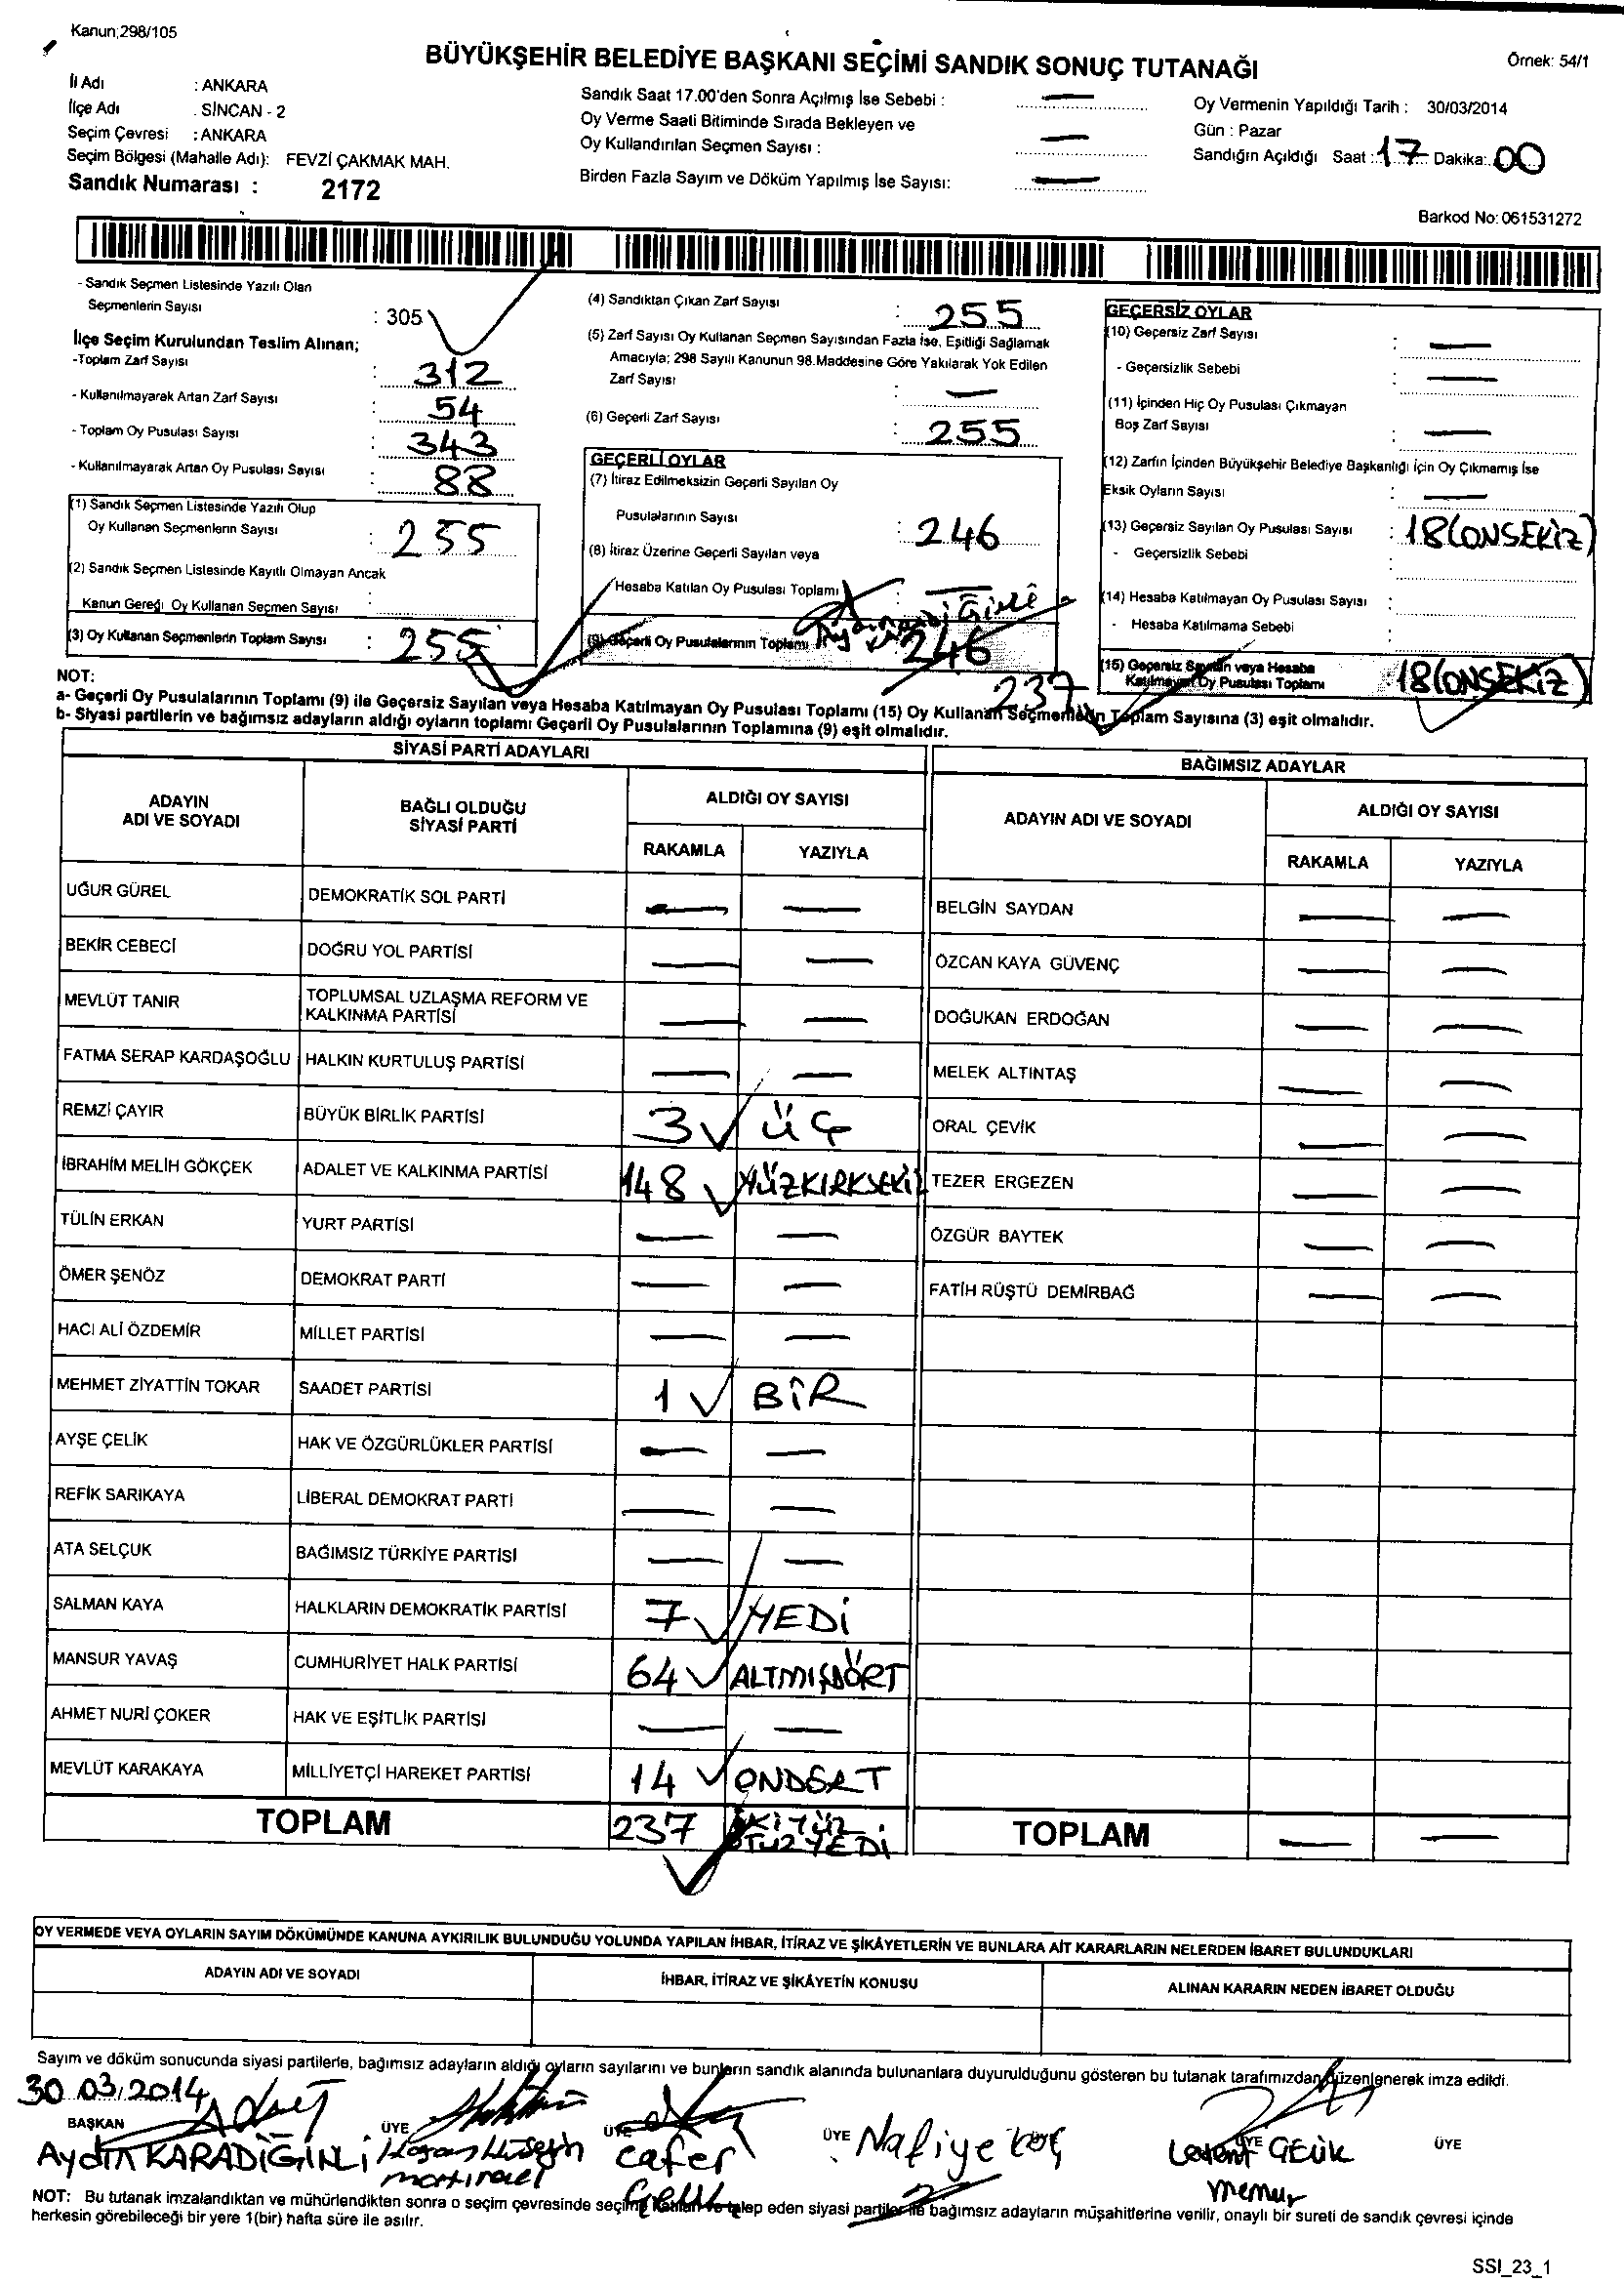 Kanun;298/105
BÜYÜKŞEHİR BELEDİYE BAŞKANI SEÇİMİ SANDIK SONUÇ TUTANAĞI
Örnek: 54/1
İl Adı : ANKARA
İlçe Adı : SİNCAN - 2
Seçim Çevresi : ANKARA
Seçim Bölgesi (Mahalle Adı): FEVZİ ÇAKMAK MAH.
Sandık Numarası : 2172
Sandık Saat 17.00'den Sonra Açılmış İse Sebebi : —
Oy Verme Saati Bitiminde Sırada Bekleyen ve
Oy Kullandırılan Seçmen Sayısı : —
Birden Fazla Sayım ve Döküm Yapılmış İse Sayısı: —
Oy Vermenin Yapıldığı Tarih : 30/03/2014
Gün : Pazar
Sandığın Açıldığı Saat : 17 Dakika: 00
Barkod No: 061531272
- Sandık Seçmen Listesinde Yazılı Olan
Seçmenlerin Sayısı : 305
İlçe Seçim Kurulundan Teslim Alınan;
-Toplam Zarf Sayısı : 312
- Kullanılmayarak Artan Zarf Sayısı : 54
- Toplam Oy Pusulası Sayısı : 343
- Kullanılmayarak Artan Oy Pusulası Sayısı : 88
(1) Sandık Seçmen Listesinde Yazılı Olup
Oy Kullanan Seçmenlerin Sayısı : 255
(2) Sandık Seçmen Listesinde Kayıtlı Olmayan Ancak
Kanun Gereği Oy Kullanan Seçmen Sayısı :
(3) Oy Kullanan Seçmenlerin Toplam Sayısı : 255
(4) Sandıktan Çıkan Zarf Sayısı : 255
(5) Zarf Sayısı Oy Kullanan Seçmen Sayısından Fazla İse, Eşitliği Sağlamak
Amacıyla; 298 Sayılı Kanunun 98.Maddesine Göre Yakılarak Yok Edilen
Zarf Sayısı : —
(6) Geçerli Zarf Sayısı : 255
GEÇERLİ OYLAR
(7) İtiraz Edilmeksizin Geçerli Sayılan Oy
Pusulalarının Sayısı : 246
(8) İtiraz Üzerine Geçerli Sayılan veya
Hesaba Katılan Oy Pusulası Toplamı : —
(9) Geçerli Oy Pusulalarının Toplamı 246
237
GEÇERSİZ OYLAR
(10) Geçersiz Zarf Sayısı : —
- Geçersizlik Sebebi : —
(11) İçinden Hiç Oy Pusulası Çıkmayan
Boş Zarf Sayısı : —
(12) Zarfın İçinden Büyükşehir Belediye Başkanlığı İçin Oy Çıkmamış İse
Eksik Oyların Sayısı : —
(13) Geçersiz Sayılan Oy Pusulası Sayısı : 18(ONSEKİZ)
- Geçersizlik Sebebi :
(14) Hesaba Katılmayan Oy Pusulası Sayısı :
- Hesaba Katılmama Sebebi :
(15) Geçersiz Sayılan veya Hesaba
Katılmayan Oy Pusulası Toplamı : 18(ONSEKİZ)
NOT:
a- Geçerli Oy Pusulalarının Toplamı (9) ile Geçersiz Sayılan veya Hesaba Katılmayan Oy Pusulası Toplamı (15) Oy Kullanan Seçmenlerin Toplam Sayısına (3) eşit olmalıdır.
b- Siyasi partilerin ve bağımsız adayların aldığı oyların toplamı Geçerli Oy Pusulalarının Toplamına (9) eşit olmalıdır.
SİYASİ PARTİ ADAYLARI
ADAYIN ADI VE SOYADI BAĞLI OLDUĞU SİYASİ PARTİ ALDIĞI OY SAYISI
RAKAMLA YAZIYLA
UĞUR GÜREL DEMOKRATİK SOL PARTİ — —
BEKİR CEBECİ DOĞRU YOL PARTİSİ — —
MEVLÜT TANIR TOPLUMSAL UZLAŞMA REFORM VE KALKINMA PARTİSİ — —
FATMA SERAP KARDAŞOĞLU HALKIN KURTULUŞ PARTİSİ — —
REMZİ ÇAYIR BÜYÜK BİRLİK PARTİSİ 3 ÜÇ
İBRAHİM MELİH GÖKÇEK ADALET VE KALKINMA PARTİSİ 148 YÜZKIRKSEKİZ
TÜLİN ERKAN YURT PARTİSİ — —
ÖMER ŞENÖZ DEMOKRAT PARTİ — —
HACI ALİ ÖZDEMİR MİLLET PARTİSİ — —
MEHMET ZİYATTİN TOKAR SAADET PARTİSİ 1 BİR
AYŞE ÇELİK HAK VE ÖZGÜRLÜKLER PARTİSİ — —
REFİK SARIKAYA LİBERAL DEMOKRAT PARTİ — —
ATA SELÇUK BAĞIMSIZ TÜRKİYE PARTİSİ — —
SALMAN KAYA HALKLARIN DEMOKRATİK PARTİSİ 7 YEDİ
MANSUR YAVAŞ CUMHURİYET HALK PARTİSİ 64 ALTMIŞDÖRT
AHMET NURİ ÇOKER HAK VE EŞİTLİK PARTİSİ — —
MEVLÜT KARAKAYA MİLLİYETÇİ HAREKET PARTİSİ 14 ONDÖRT
TOPLAM 237 İKİYÜZ OTUZYEDİ
BAĞIMSIZ ADAYLAR
ADAYIN ADI VE SOYADI ALDIĞI OY SAYISI
RAKAMLA YAZIYLA
BELGİN SAYDAN — —
ÖZCAN KAYA GÜVENÇ — —
DOĞUKAN ERDOĞAN — —
MELEK ALTINTAŞ — —
ORAL ÇEVİK — —
TEZER ERGEZEN — —
ÖZGÜR BAYTEK — —
FATİH RÜŞTÜ DEMİRBAĞ — —
TOPLAM — —
OY VERMEDE VEYA OYLARIN SAYIM DÖKÜMÜNDE KANUNA AYKIRILIK BULUNDUĞU YOLUNDA YAPILAN İHBAR, İTİRAZ VE ŞİKÂYETLERİN VE BUNLARA AİT KARARLARIN NELERDEN İBARET BULUNDUKLARI
ADAYIN ADI VE SOYADI İHBAR, İTİRAZ VE ŞİKÂYETİN KONUSU ALINAN KARARIN NEDEN İBARET OLDUĞU
Sayım ve döküm sonucunda siyasi partilerle, bağımsız adayların aldığı oyların sayılarını ve bunların sandık alanında bulunanlara duyurulduğunu gösteren bu tutanak tarafımızdan düzenlenerek imza edildi.
30.03.2014
BAŞKAN ÜYE ÜYE ÜYE ÜYE ÜYE
Aydın KARADİĞİNLİ Hasan Hüseyin Cafer Nafiye KOÇ Levent ÇELİK
memur
NOT: Bu tutanak imzalandıktan ve mühürlendikten sonra o seçim çevresinde seçime katılan ve talep eden siyasi partiler ile bağımsız adayların müşahitlerine verilir, onaylı bir sureti de sandık çevresi içinde
herkesin görebileceği bir yere 1(bir) hafta süre ile asılır.
SSI_23_1